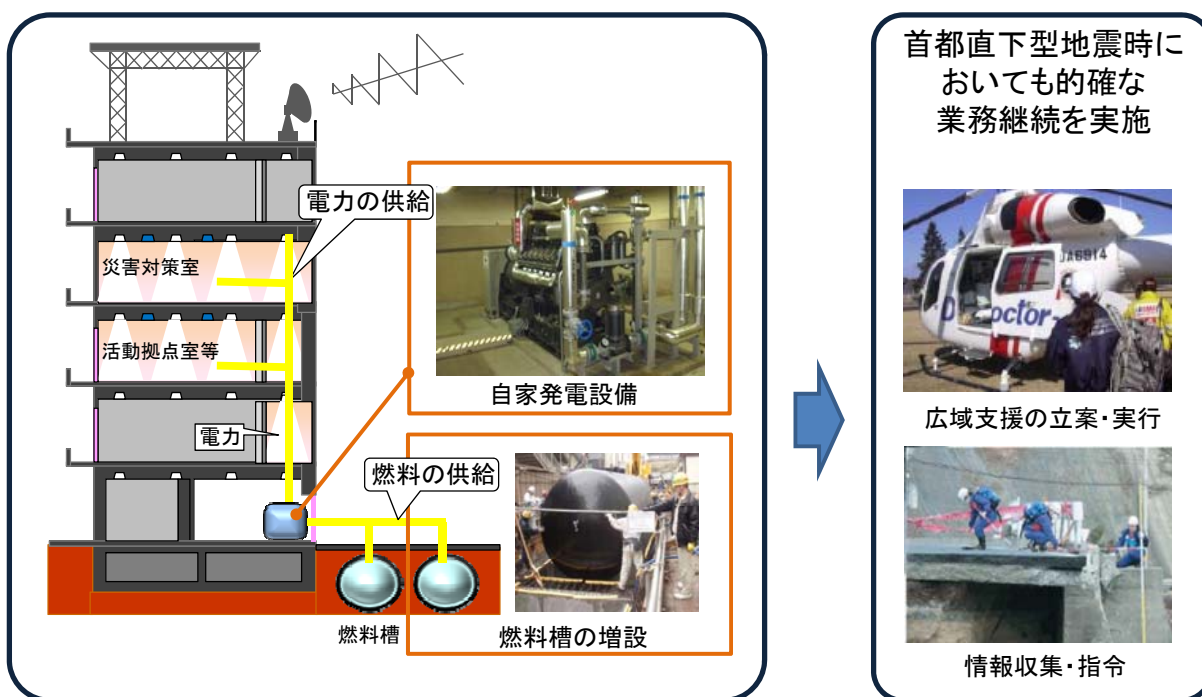 電力の供給
災害対策室
活動拠点室等
電力
燃料の供給
燃料槽
自家発電設備
燃料槽の増設
首都直下型地震時に
おいても的確な
業務継続を実施
JA6914
D
octor-
広域支援の立案・実行
情報収集・指令